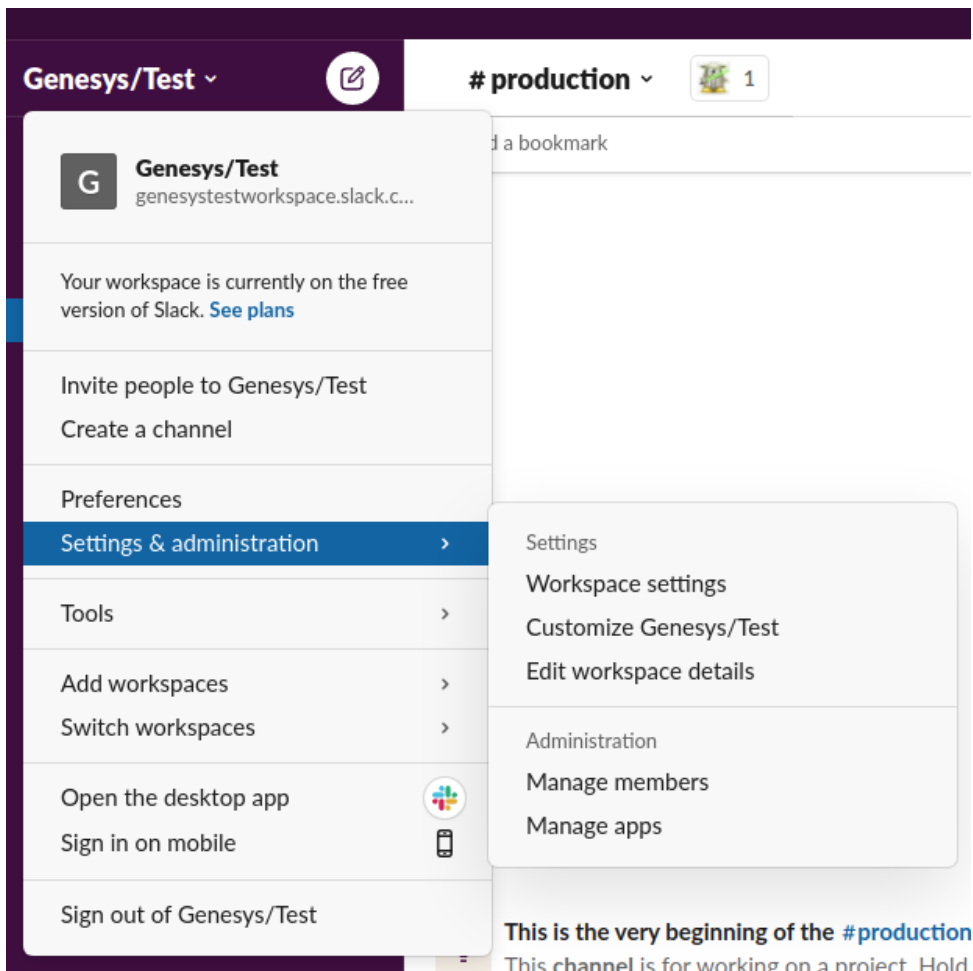 Genesys/Test
# production
1
d a bookmark
G
Genesys/Test
genesystestworkspace.slack.c...
Your workspace is currently on the free
version of Slack. See plans
Invite people to Genesys/Test
Create a channel
Preferences
Settings & administration
Settings
Workspace settings
Customize Genesys/Test
Edit workspace details
Tools
Add workspaces
Switch workspaces
Administration
Manage members
Manage apps
Open the desktop app
Sign in on mobile
Sign out of Genesys/Test
This is the very beginning of the #production
This channel is for working on a project. Hold